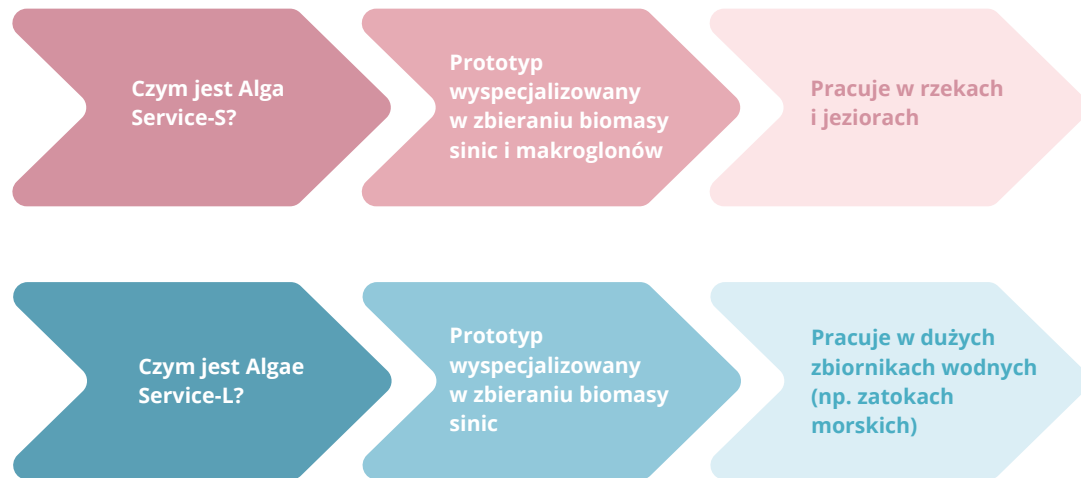 Czym jest Alga
Service-S?
Prototyp
wyspecjalizowany
w zbieraniu biomasy
sinic i makroglonów
Pracuje w rzekach
i jeziorach
Czym jest Algae
Service-L?
Prototyp
wyspecjalizowany
w zbieraniu biomasy
sinic
Pracuje w dużych
zbiornikach wodnych
(np. zatokach
morskich)